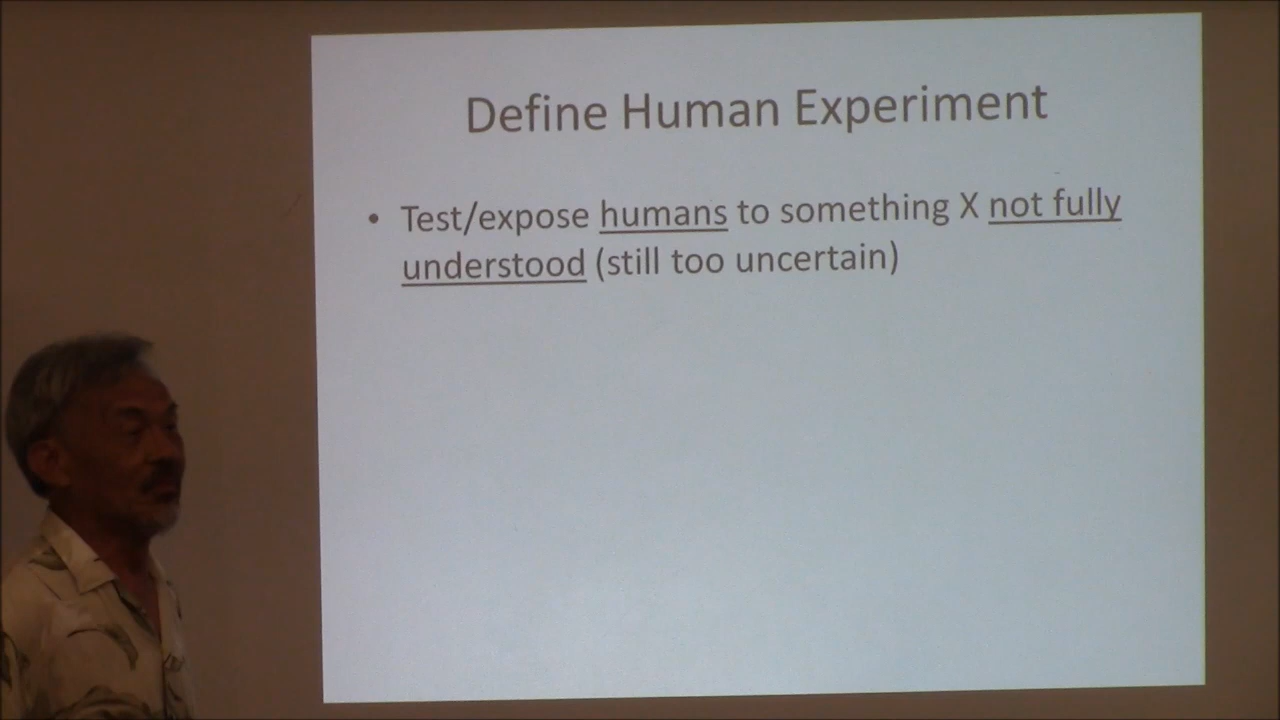 Define Human Experiment
• Test/expose humans to something X not fully
understood (still too uncertain)